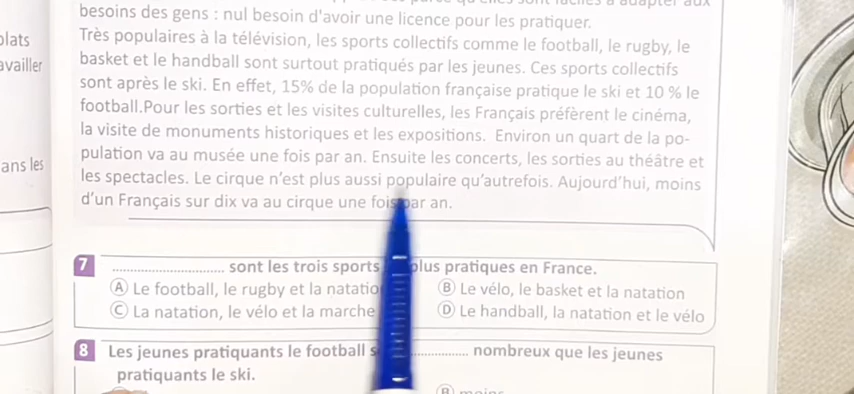 besoins des gens : nul besoin d'avoir une licence pour les pratiquer.
Très populaires à la télévision, les sports collectifs comme le football, le rugby, le
basket et le handball sont surtout pratiqués par les jeunes. Ces sports collectifs
sont après le ski. En effet, 15% de la population française pratique le ski et 10 % le
football.Pour les sorties et les visites culturelles, les Français préfèrent le cinéma,
la visite de monuments historiques et les expositions. Environ un quart de la po-
pulation va au musée une fois par an. Ensuite les concerts, les sorties au théâtre et
les spectacles. Le cirque n'est plus aussi populaire qu'autrefois. Aujourd'hui, moins
d'un Français sur dix va au cirque une fois par an.
plats
availler
ans les
7 ............................ sont les trois sports plus pratiques en France.
A Le football, le rugby et la natatio
B Le vélo, le basket et la natation
C La natation, le vélo et la marche
D Le handball, la natation et le vélo
8 Les jeunes pratiquants le football s .............. nombreux que les jeunes
pratiquants le ski.